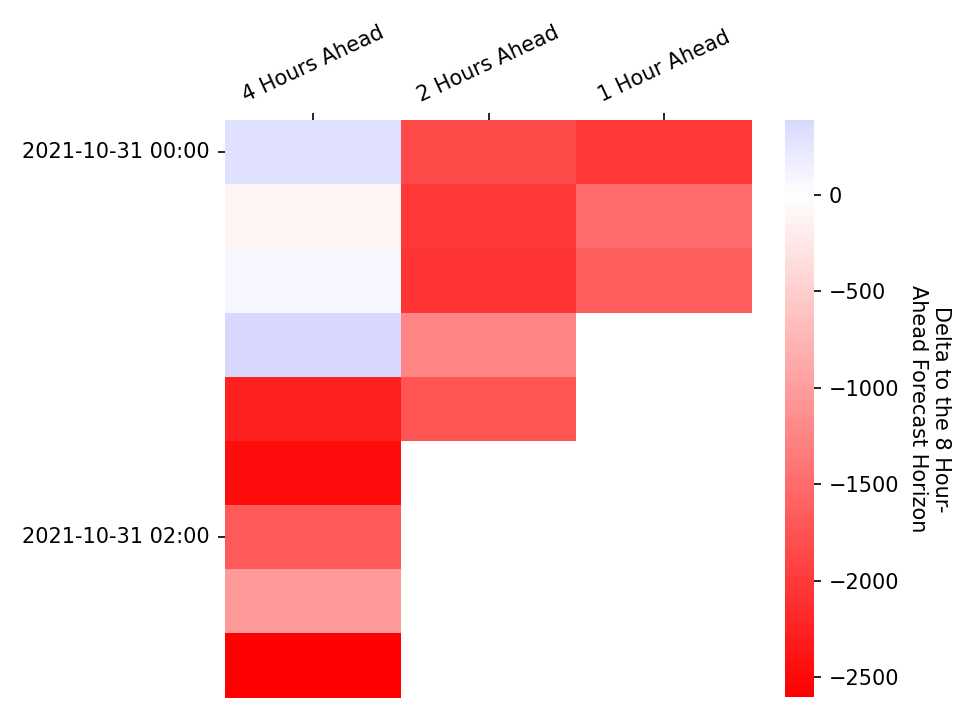 4 Hours Ahead
2 Hours Ahead
1 Hour Ahead
2021-10-31 00:00
2021-10-31 02:00
0
−500
−1000
−1500
−2000
−2500
Delta to the 8 Hour-
Ahead Forecast Horizon